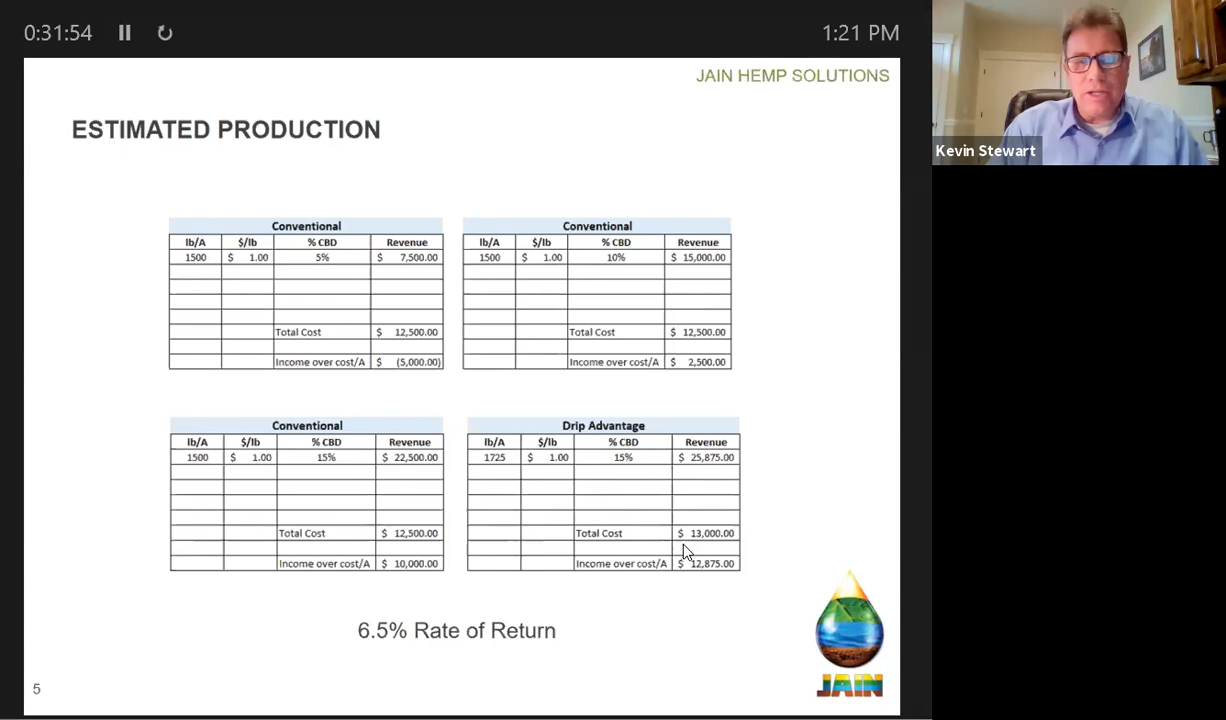 0:31:54
1:21 PM
Kevin Stewart
JAIN HEMP SOLUTIONS
ESTIMATED PRODUCTION
Conventional
lb/A $/lb % CBD Revenue
1500 $ 1.00 5% $ 7,500.00
Total Cost $ 12,500.00
Income over cost/A $ (5,000.00)
Conventional
lb/A $/lb % CBD Revenue
1500 $ 1.00 10% $ 15,000.00
Total Cost $ 12,500.00
Income over cost/A $ 2,500.00
Conventional
lb/A $/lb % CBD Revenue
1500 $ 1.00 15% $ 22,500.00
Total Cost $ 12,500.00
Income over cost/A $ 10,000.00
Drip Advantage
lb/A $/lb % CBD Revenue
1725 $ 1.00 15% $ 25,875.00
Total Cost $ 13,000.00
Income over cost/A $ 12,875.00
6.5% Rate of Return
5
JAIN